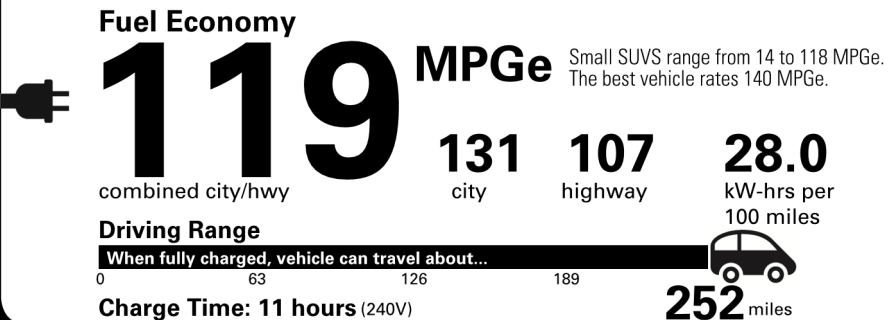 Fuel Economy
119 MPGe
Small SUVS range from 14 to 118 MPGe.
The best vehicle rates 140 MPGe.
combined city/hwy
131
city
107
highway
28.0
kW-hrs per
100 miles
Driving Range
When fully charged, vehicle can travel about...
0 63 126 189
252 miles
Charge Time: 11 hours (240V)